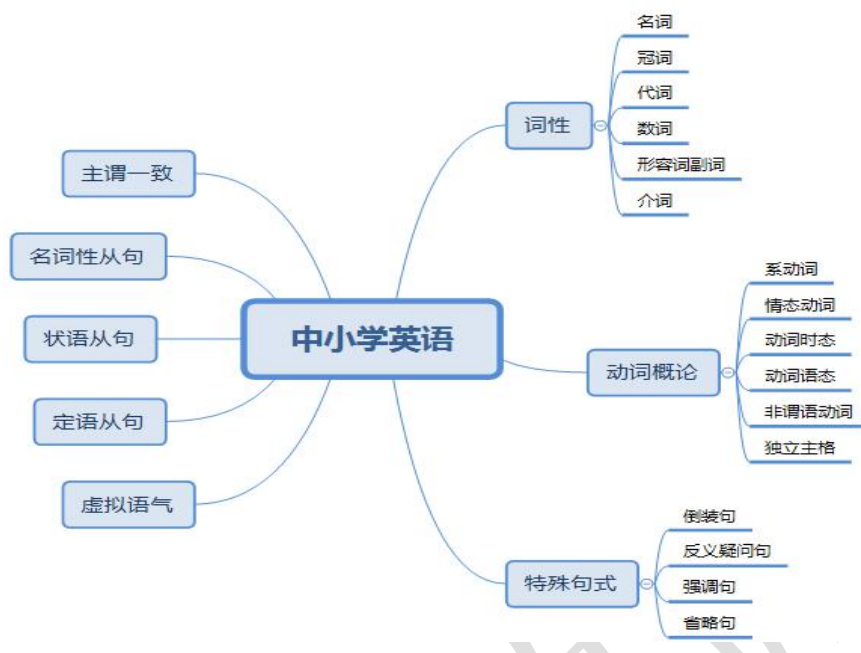 中小学英语
词性
名词
冠词
代词
数词
形容词副词
介词
动词概论
系动词
情态动词
动词时态
动词语态
非谓语动词
独立主格
特殊句式
倒装句
反义疑问句
强调句
省略句
主谓一致
名词性从句
状语从句
定语从句
虚拟语气